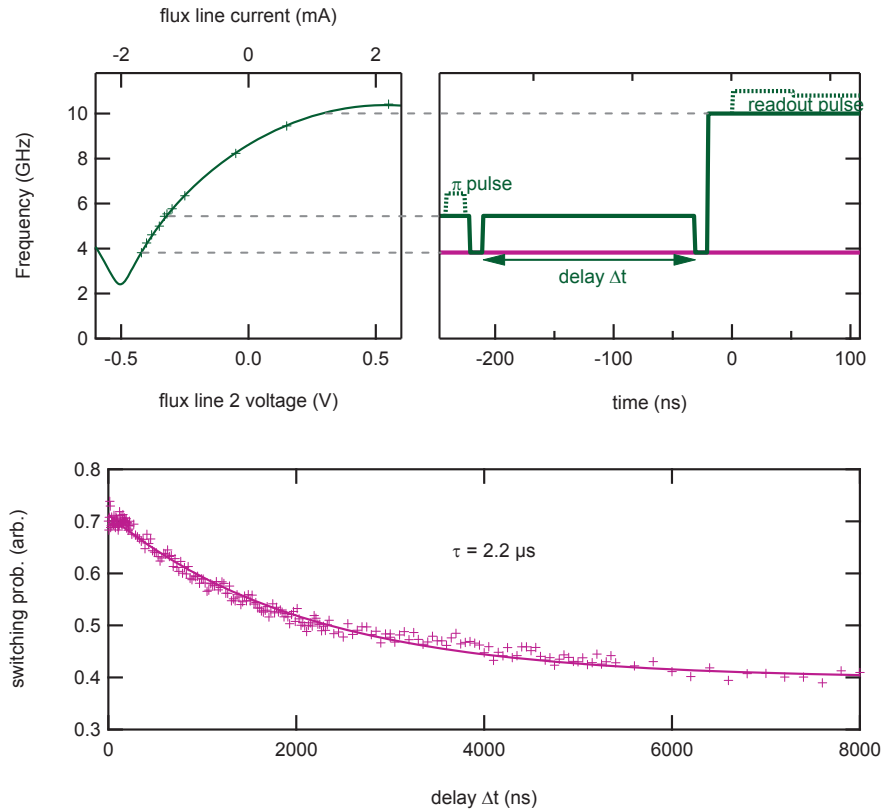 flux line current (mA)
-2 0 2
Frequency (GHz)
10
8
6
4
2
0
-0.5 0.0 0.5
flux line 2 voltage (V)
readout pulse
π pulse
delay Δt
-200 -100 0 100
time (ns)
switching prob. (arb.)
0.8
0.7
0.6
0.5
0.4
0.3
τ = 2.2 µs
0 2000 4000 6000 8000
delay Δt (ns)